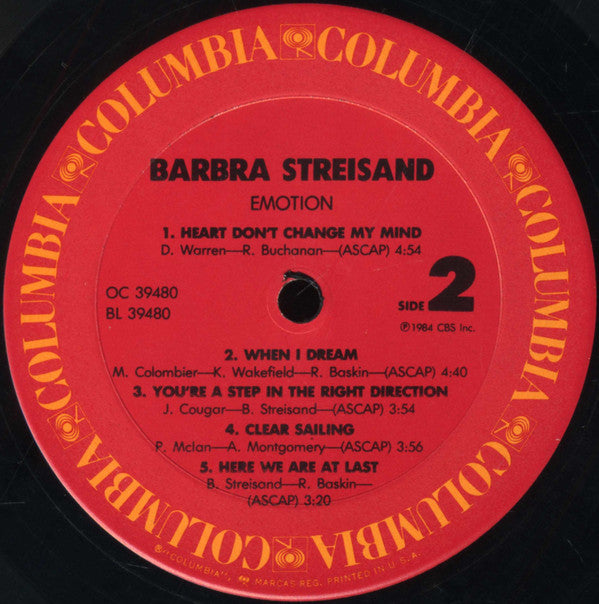 COLUMBIA COLUMBIA COLUMBIA COLUMBIA COLUMBIA COLUMBIA
BARBRA STREISAND
EMOTION
1. HEART DON'T CHANGE MY MIND
D. Warren—R. Buchanan—(ASCAP) 4:54
OC 39480
BL 39480
SIDE 2
℗1984 CBS Inc.
2. WHEN I DREAM
M. Colombier—K. Wakefield—R. Baskin—(ASCAP) 4:40
3. YOU'RE A STEP IN THE RIGHT DIRECTION
J. Cougar—B. Streisand—(ASCAP) 3:54
4. CLEAR SAILING
P. McIan—A. Montgomery—(ASCAP) 3:56
5. HERE WE ARE AT LAST
B. Streisand—R. Baskin—
(ASCAP) 3:20
®"COLUMBIA", MARCAS REG. PRINTED IN U.S.A.